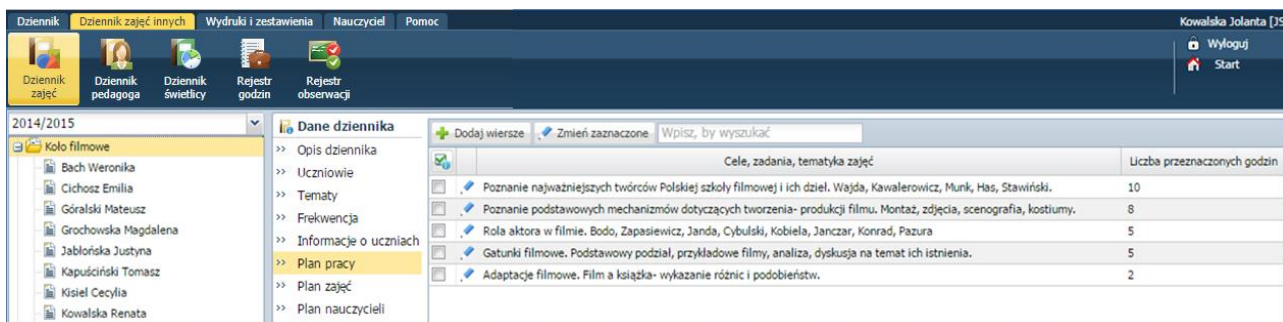 Dziennik Dziennik zajęć innych Wydruki i zestawienia Nauczyciel Pomoc Kowalska Jolanta [JS
Dziennik zajęć
Dziennik pedagoga
Dziennik świetlicy
Rejestr godzin
Rejestr obserwacji
Wyloguj
Start
2014/2015
Koło filmowe
Bach Weronika
Cichosz Emilia
Góralski Mateusz
Grochowska Magdalena
Jabłońska Justyna
Kapuściński Tomasz
Kisiel Cecylia
Kowalska Renata
Dane dziennika
Opis dziennika
Uczniowie
Tematy
Frekwencja
Informacje o uczniach
Plan pracy
Plan zajęć
Plan nauczycieli
Dodaj wiersze Zmień zaznaczone Wpisz, by wyszukać
Cele, zadania, tematyka zajęć Liczba przeznaczonych godzin
Poznanie najważniejszych twórców Polskiej szkoły filmowej i ich dzieł. Wajda, Kawalerowicz, Munk, Has, Stawiński. 10
Poznanie podstawowych mechanizmów dotyczących tworzenia- produkcji filmu. Montaż, zdjęcia, scenografia, kostiumy. 8
Rola aktora w filmie. Bodo, Zapasiewicz, Janda, Cybulski, Kobiela, Janczar, Konrad, Pazura 5
Gatunki filmowe. Podstawowy podział, przykładowe filmy, analiza, dyskusja na temat ich istnienia. 5
Adaptacje filmowe. Film a książka- wykazanie różnic i podobieństw. 2